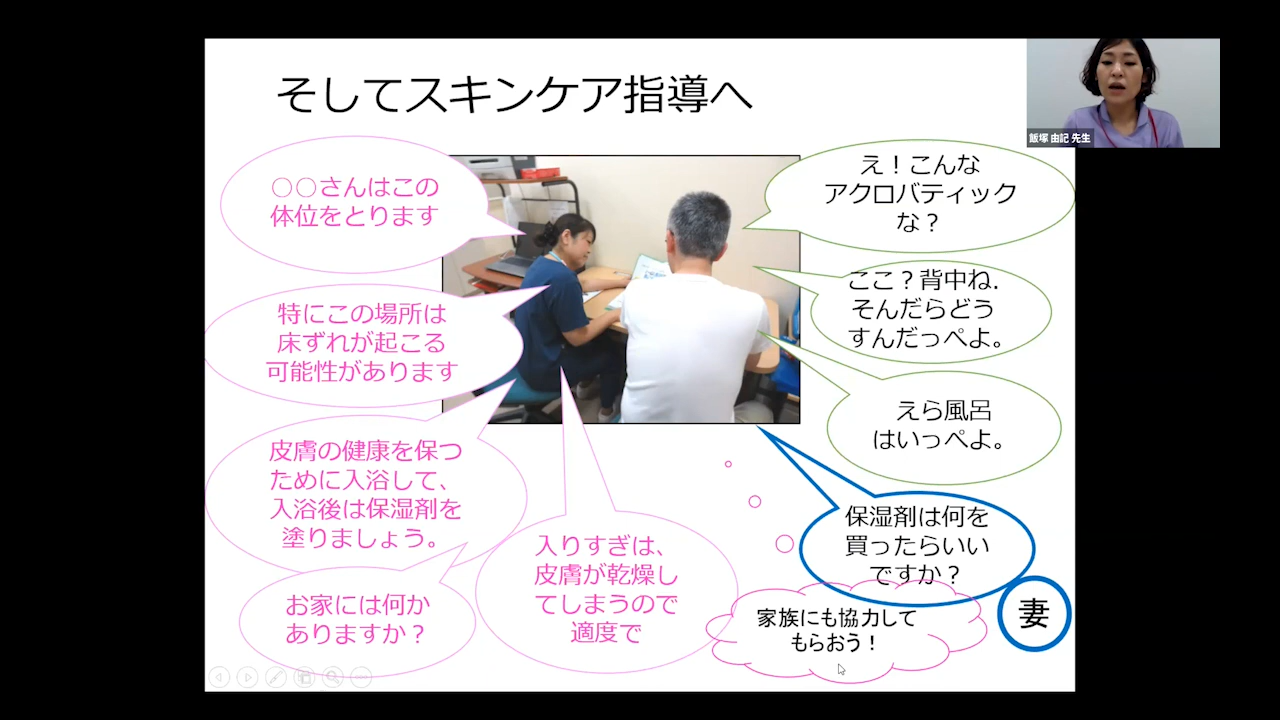 そしてスキンケア指導へ
飯塚 由記 先生
○○さんはこの
体位をとります
特にこの場所は
床ずれが起こる
可能性があります
皮膚の健康を保つ
ために入浴して、
入浴後は保湿剤を
塗りましょう。
お家には何か
ありますか？
入りすぎは、
皮膚が乾燥し
てしまうので
適度で
え！こんな
アクロバティック
な？
ここ？背中ね.
そんだらどう
すんだっぺよ。
えら風呂
はいっぺよ。
保湿剤は何を
買ったらいい
ですか？
妻
家族にも協力して
もらおう！